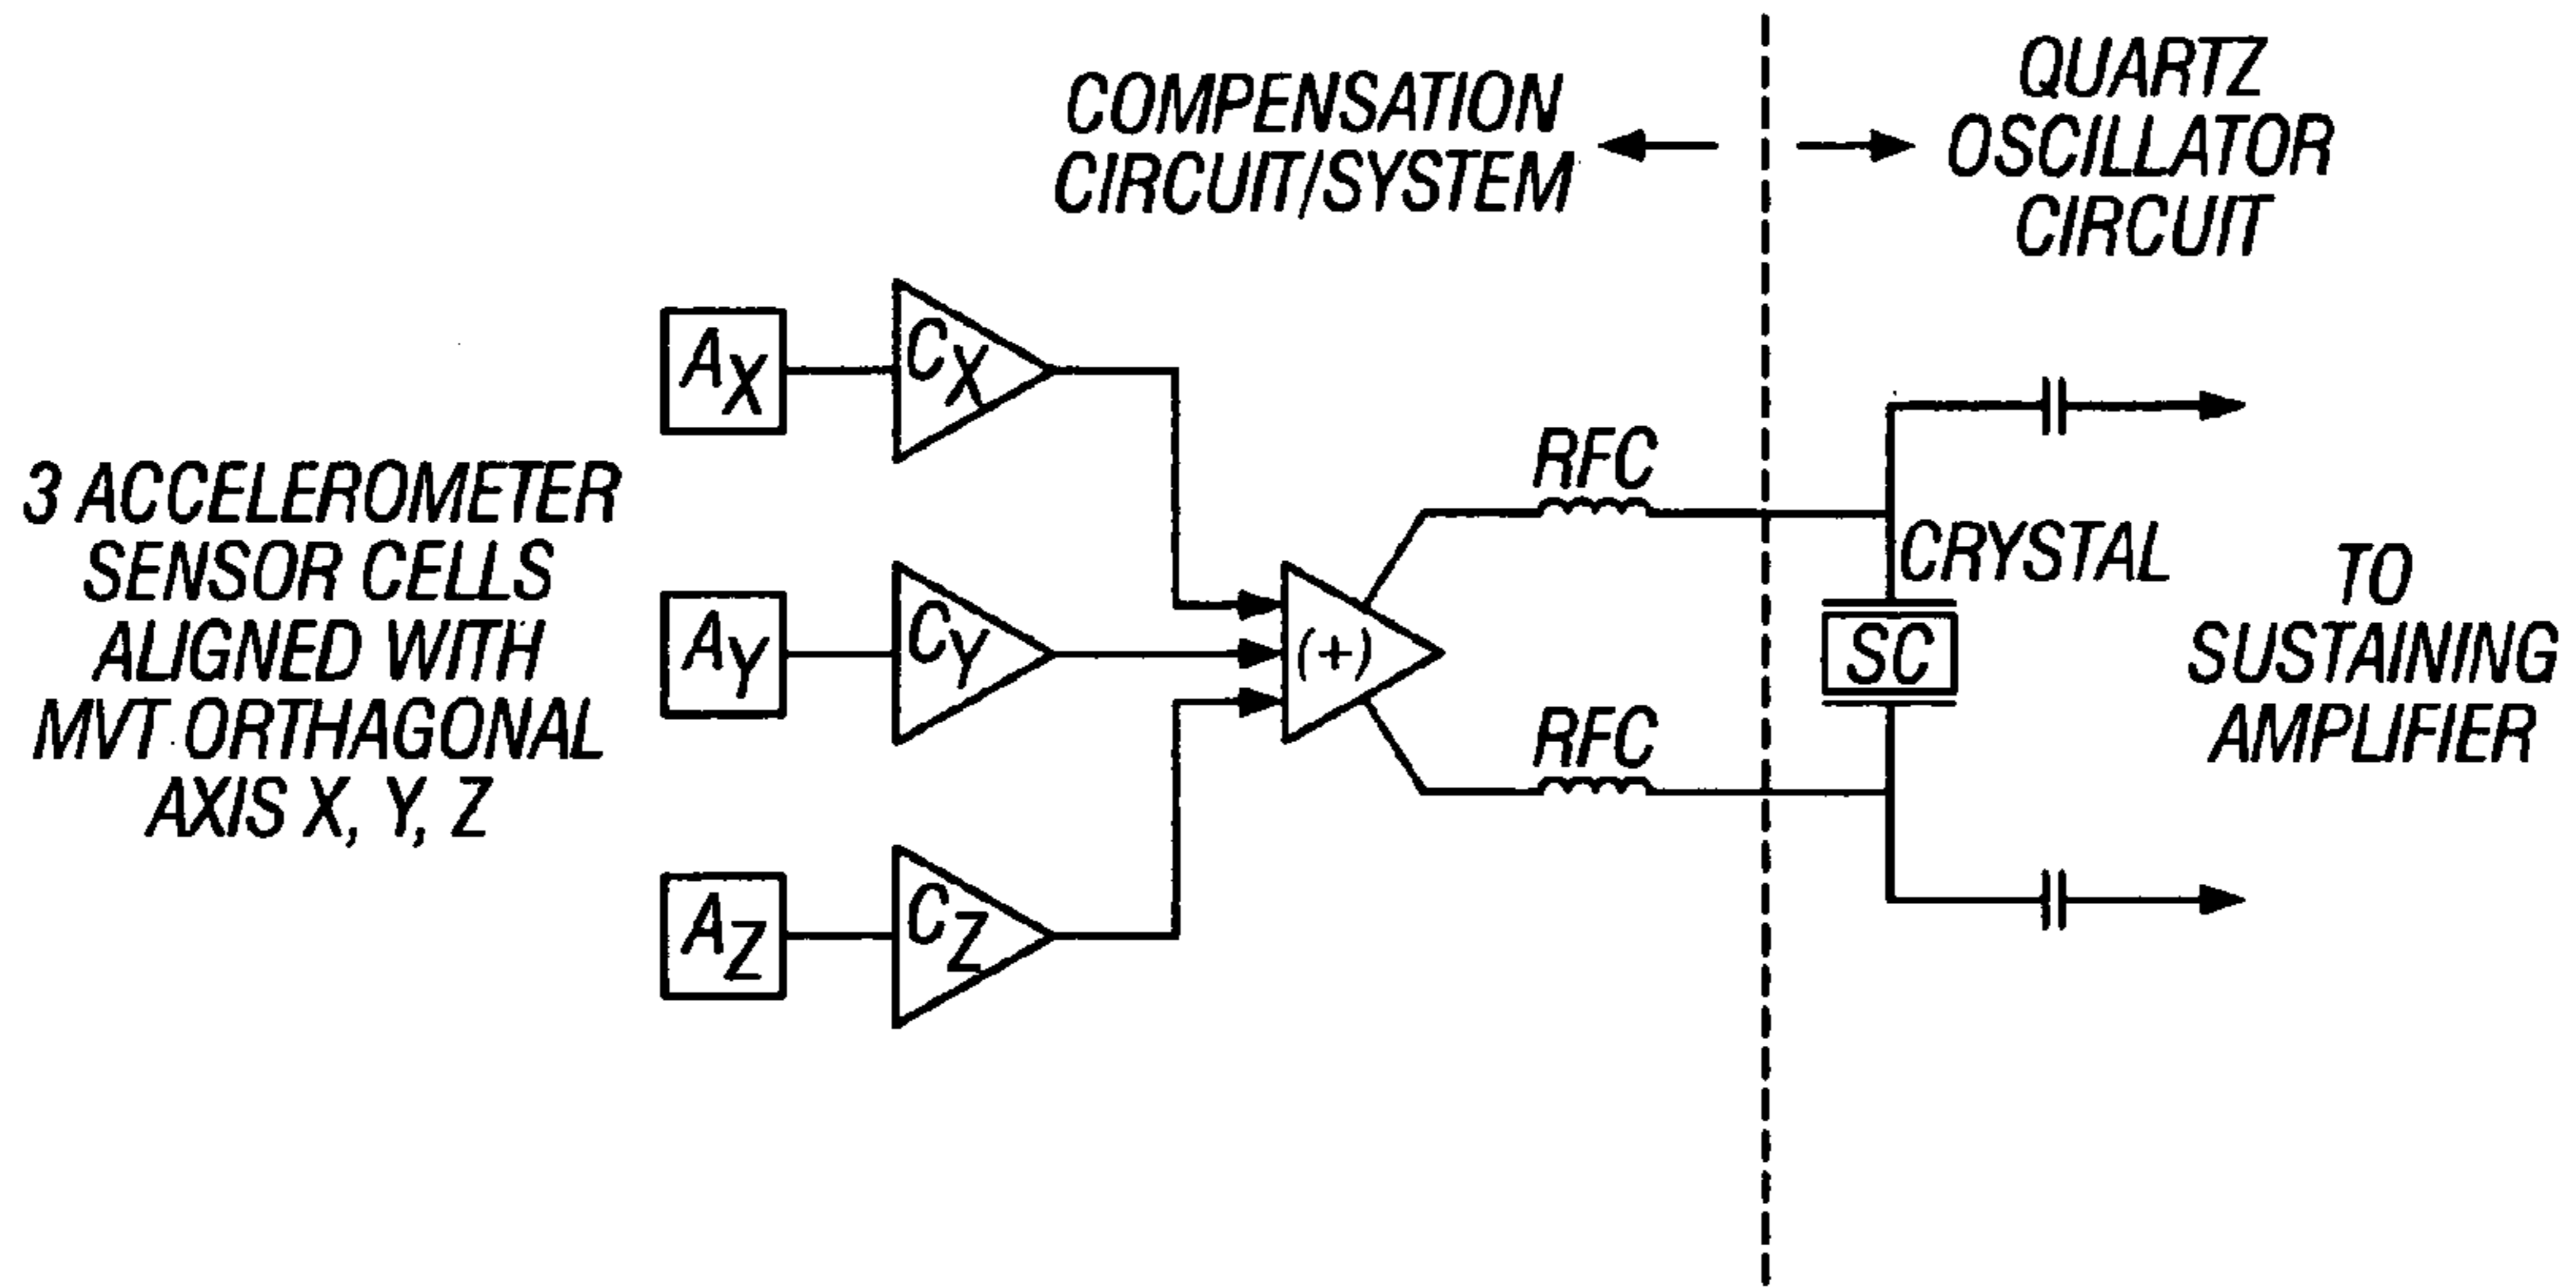 COMPENSATION
CIRCUIT/SYSTEM
QUARTZ
OSCILLATOR
CIRCUIT
3 ACCELEROMETER
SENSOR CELLS
ALIGNED WITH
MVT ORTHAGONAL
AXIS X, Y, Z
AX
CX
AY
CY
AZ
CZ
(+)
RFC
RFC
CRYSTAL
SC
TO
SUSTAINING
AMPLIFIER